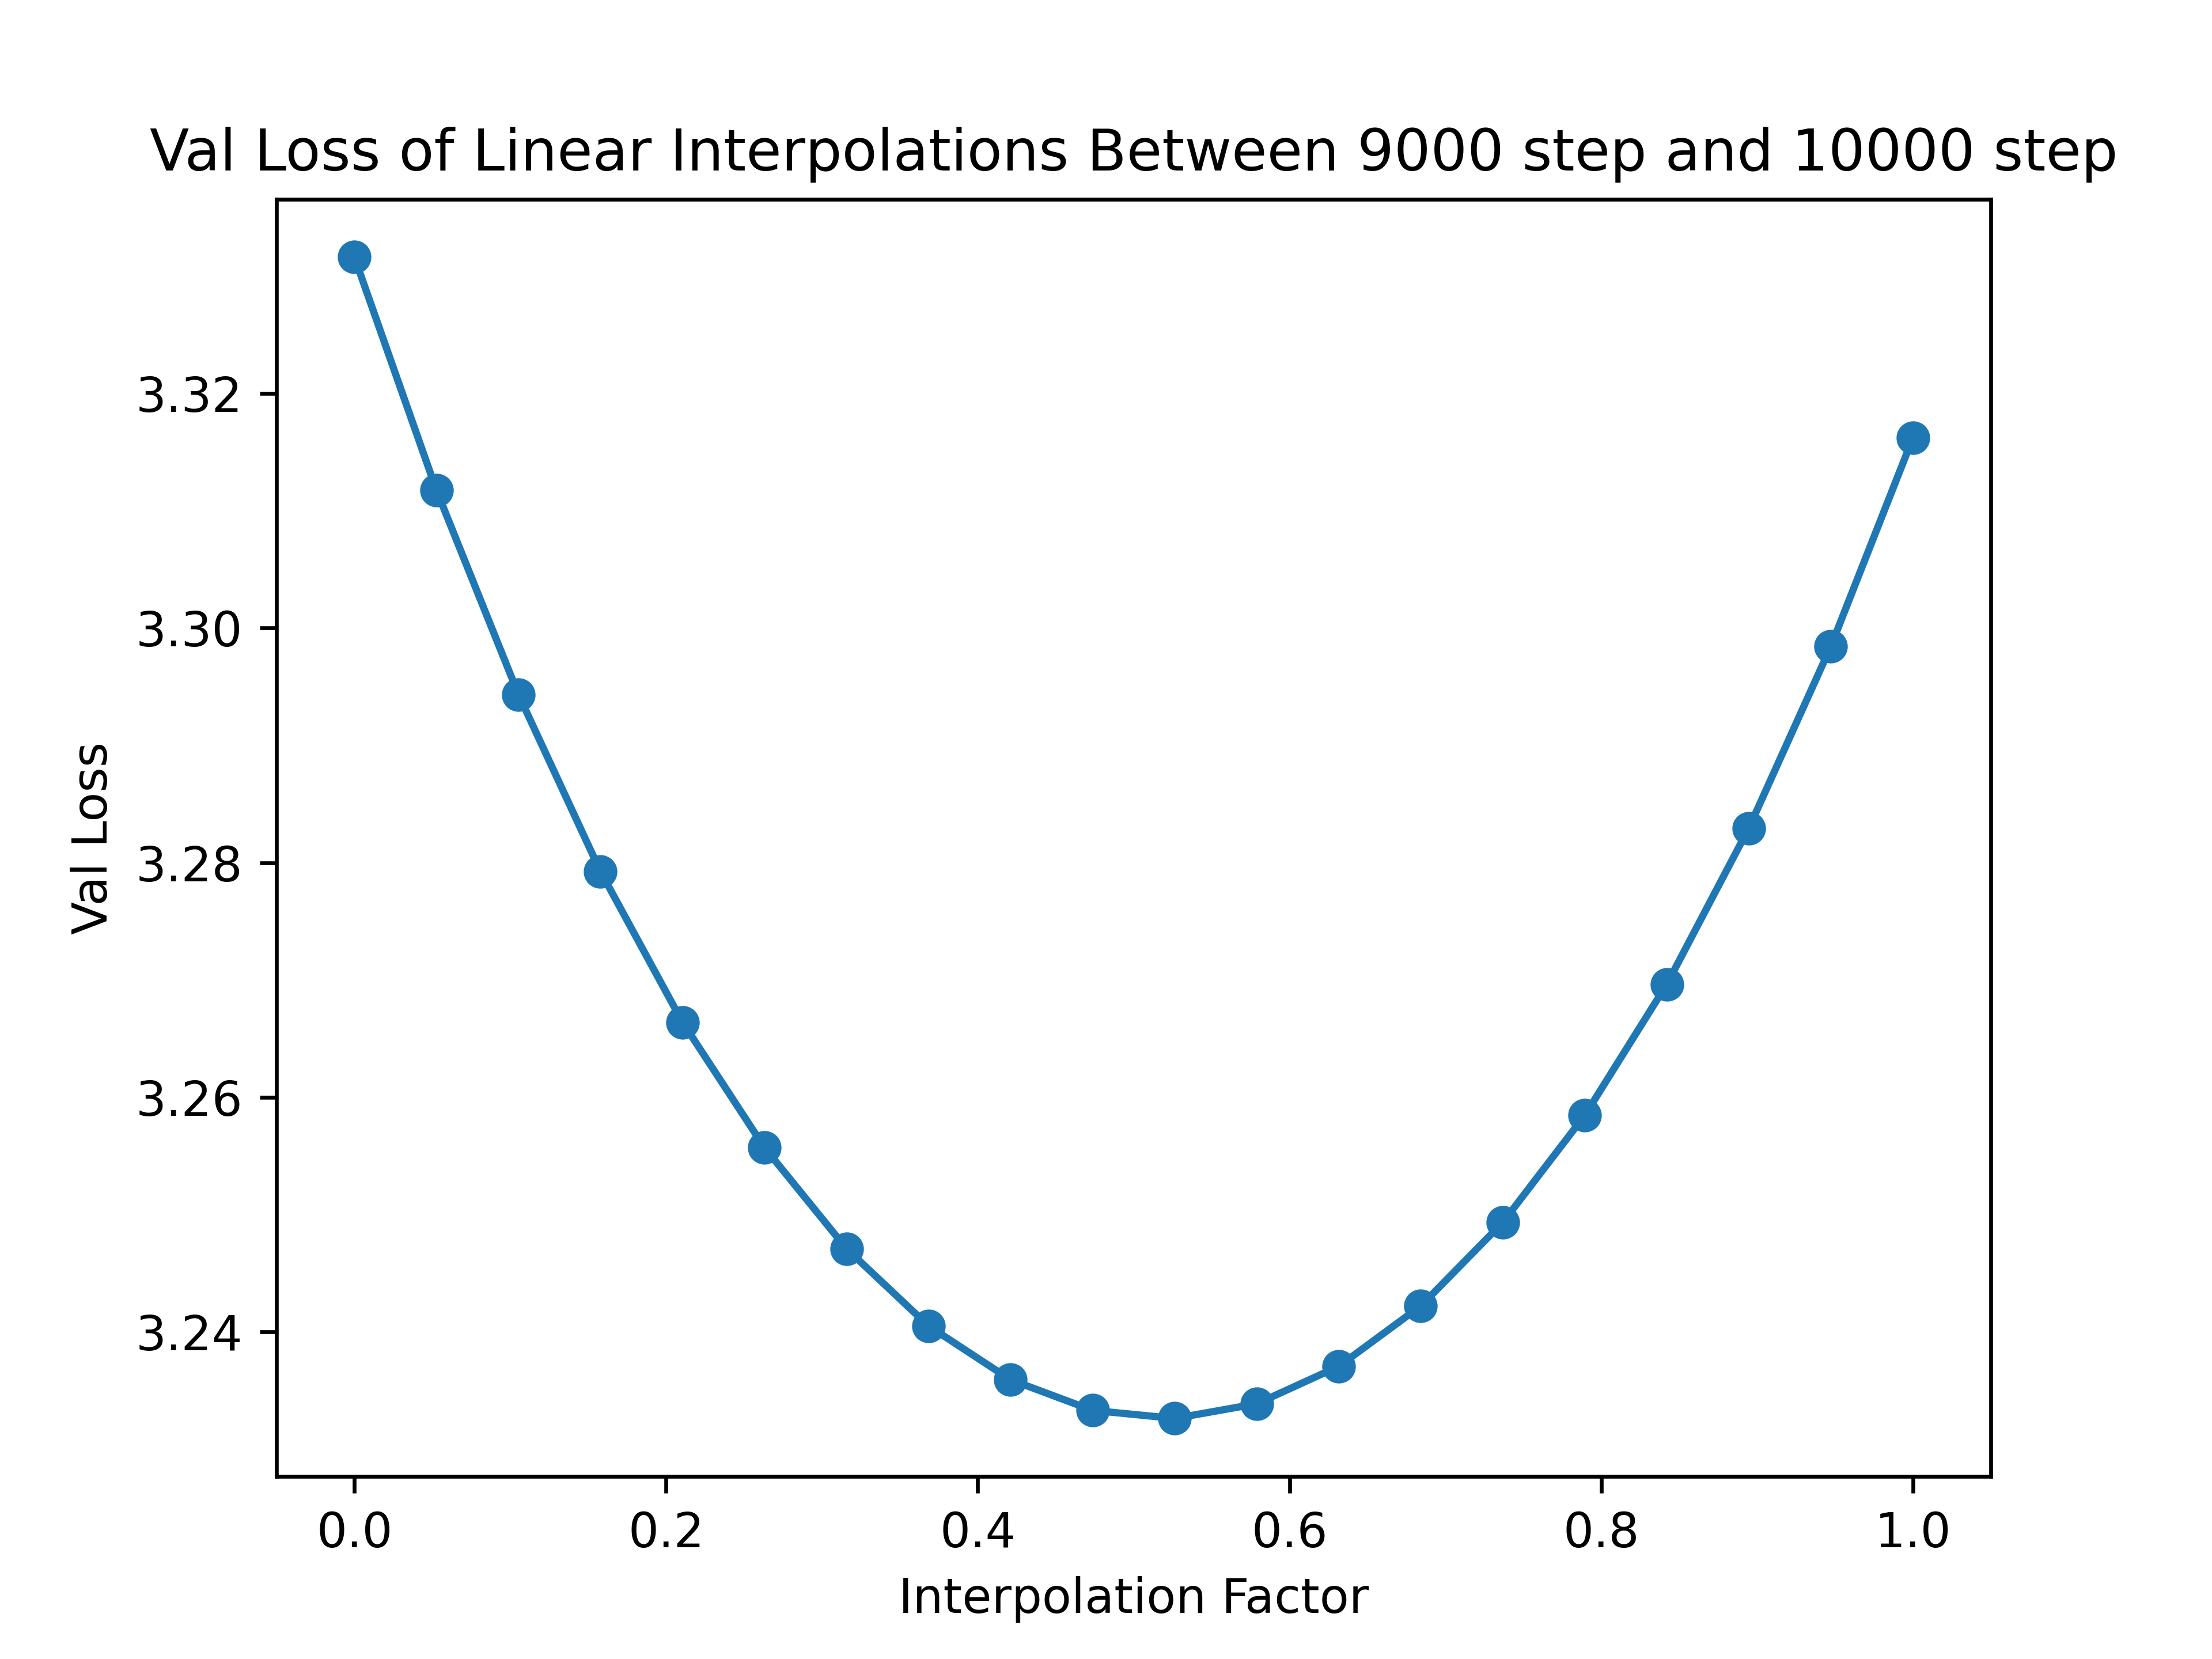 Val Loss of Linear Interpolations Between 9000 step and 10000 step
3.32
3.30
3.28
3.26
3.24
Val Loss
0.0 0.2 0.4 0.6 0.8 1.0
Interpolation Factor